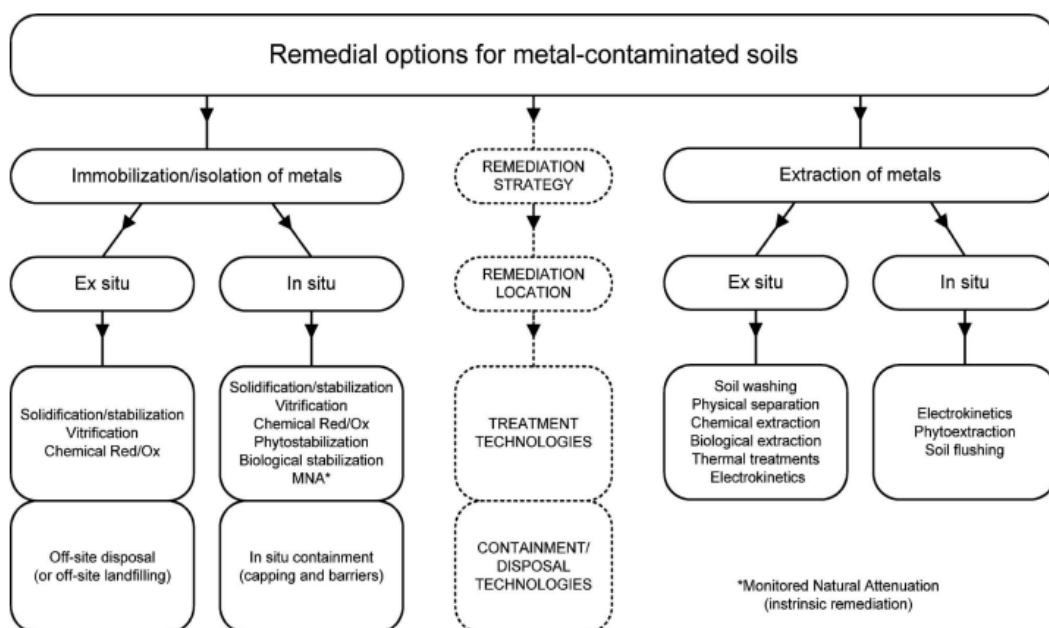 Remedial options for metal-contaminated soils
Immobilization/isolation of metals
REMEDIATION
STRATEGY
Extraction of metals
Ex situ
In situ
REMEDIATION
LOCATION
Ex situ
In situ
Solidification/stabilization
Vitrification
Chemical Red/Ox
Solidification/stabilization
Vitrification
Chemical Red/Ox
Phytostabilization
Biological stabilization
MNA*
TREATMENT
TECHNOLOGIES
Soil washing
Physical separation
Chemical extraction
Biological extraction
Thermal treatments
Electrokinetics
Electrokinetics
Phytoextraction
Soil flushing
Off-site disposal
(or off-site landfilling)
In situ containment
(capping and barriers)
CONTAINMENT/
DISPOSAL
TECHNOLOGIES
*Monitored Natural Attenuation
(instrinsic remediation)